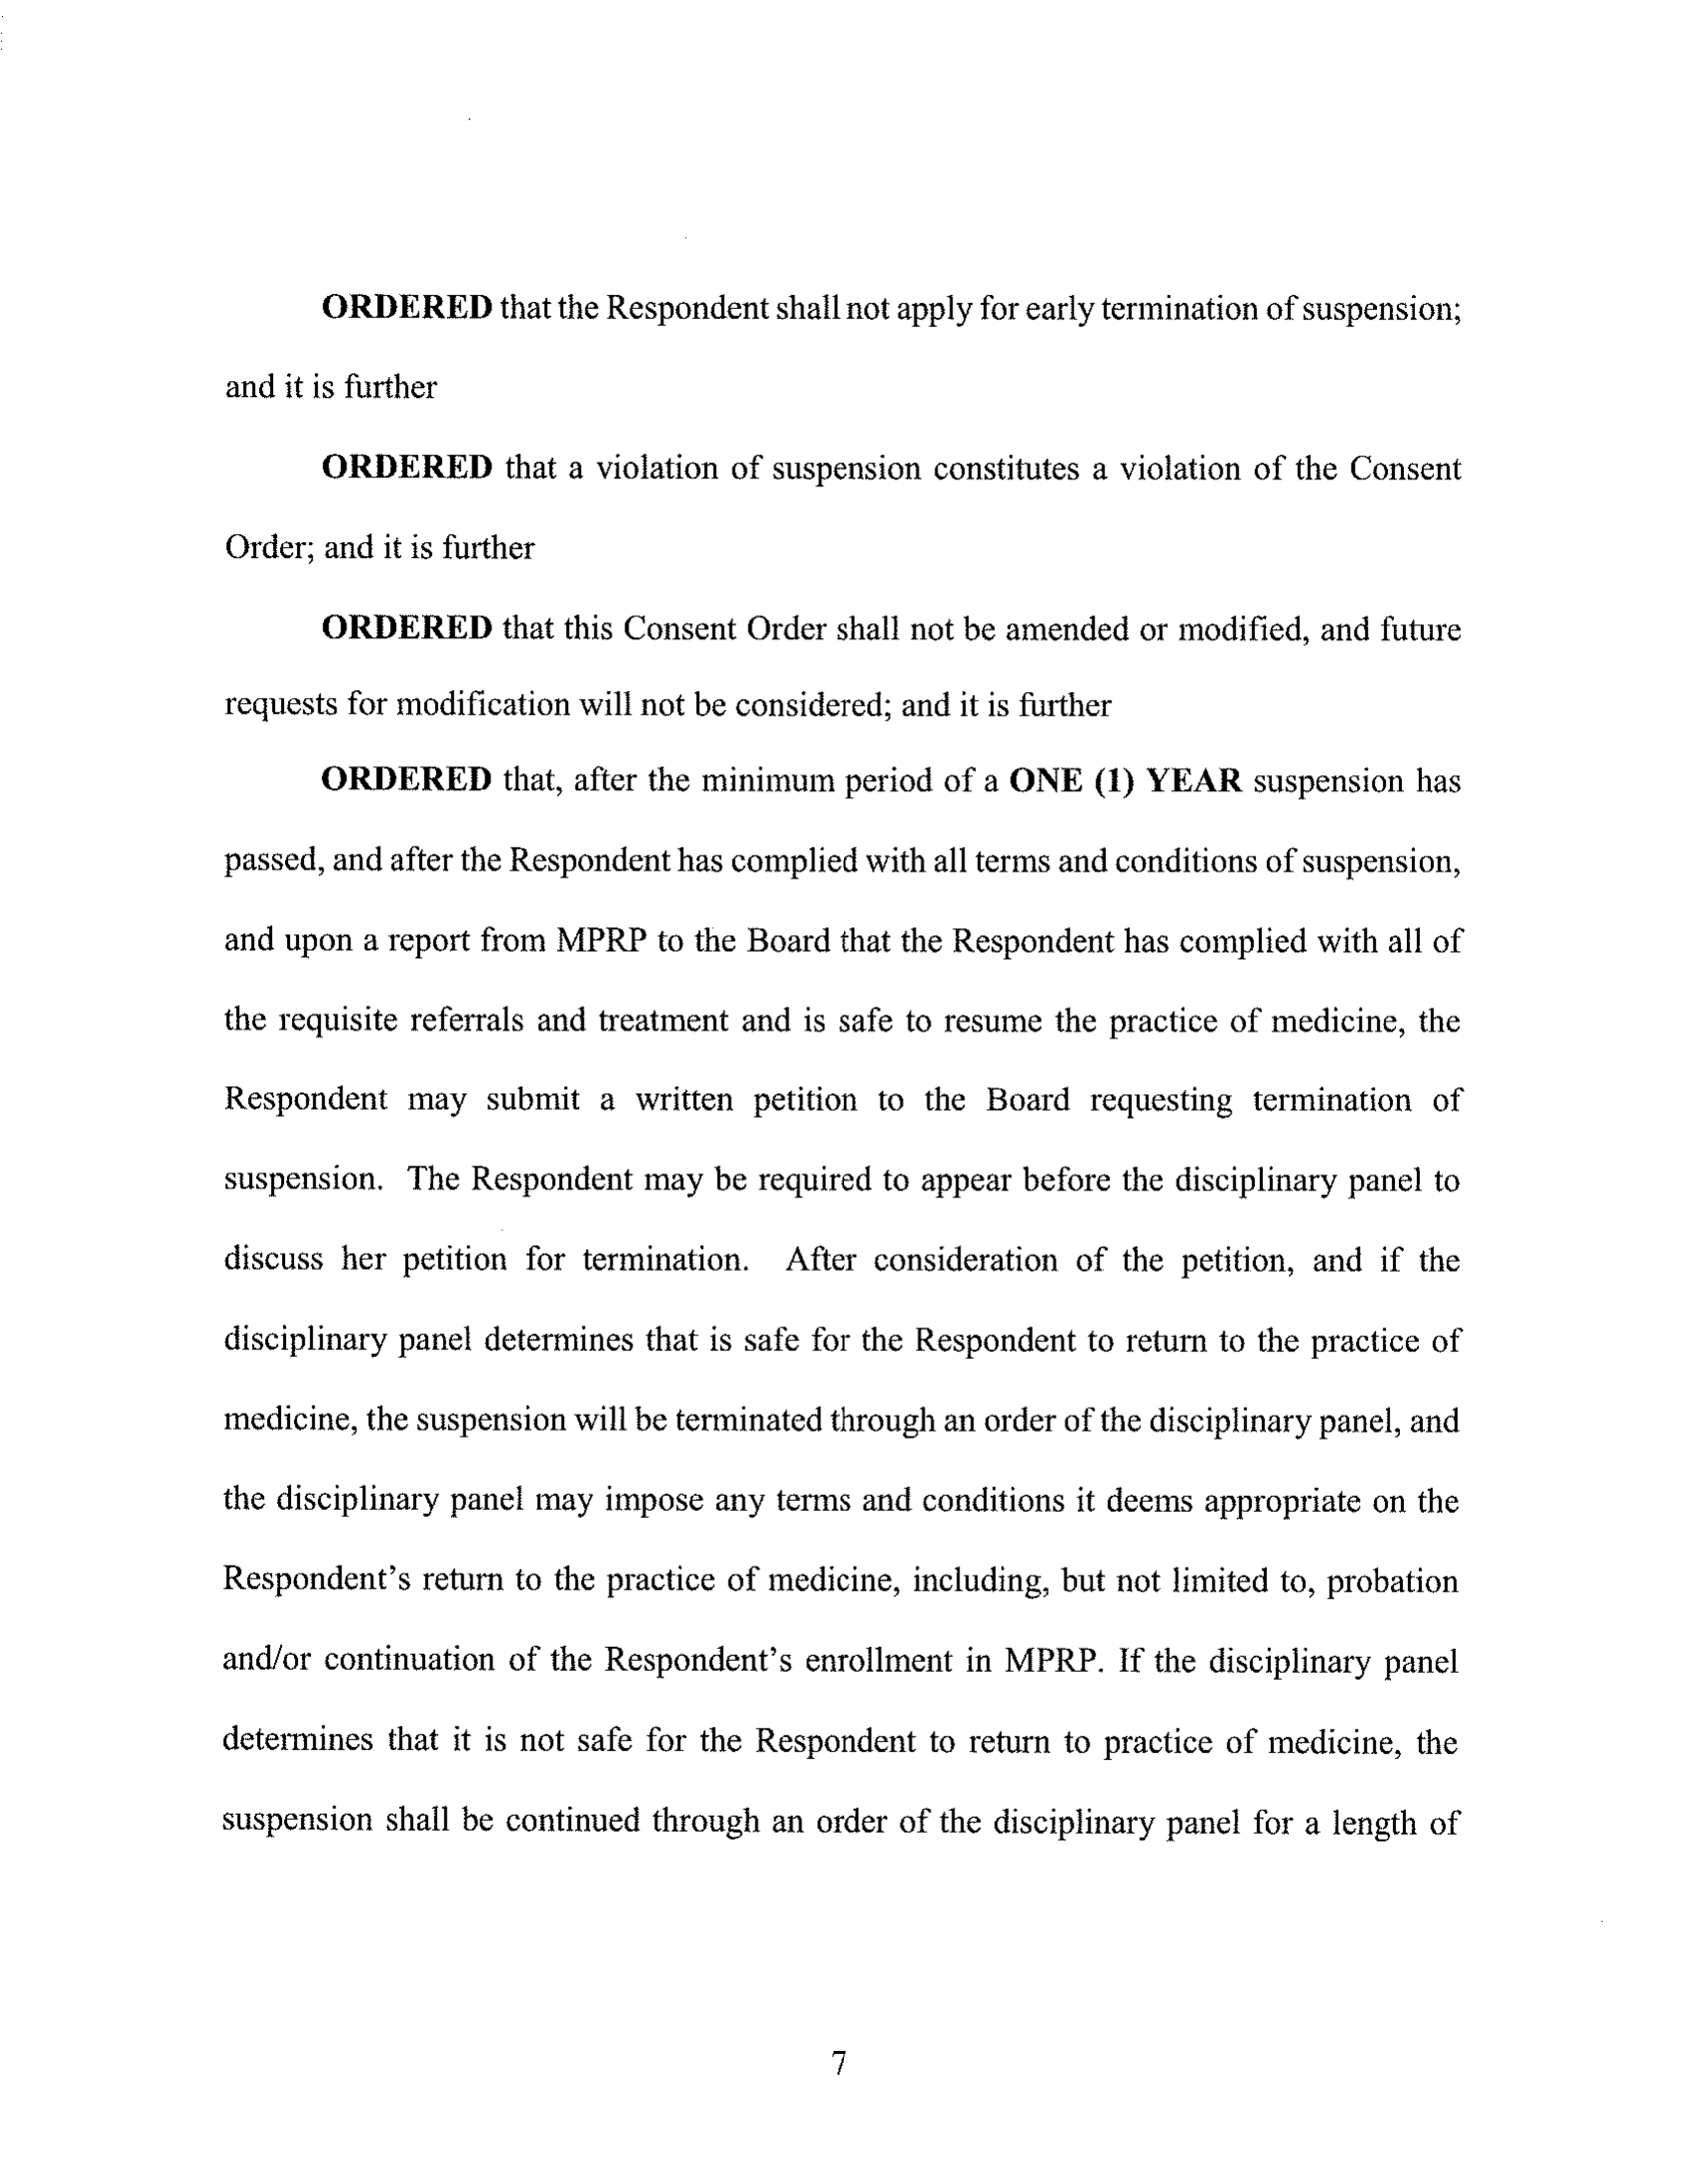 ORDERED that the Respondent shall not apply for early termination of suspension;
and it is further
ORDERED that a violation of suspension constitutes a violation of the Consent
Order; and it is further
ORDERED that this Consent Order shall not be amended or modified, and future
requests for modification will not be considered; and it is further
ORDERED that, after the minimum period of a ONE (1) YEAR suspension has
passed, and after the Respondent has complied with all terms and conditions of suspension,
and upon a report from MPRP to the Board that the Respondent has complied with all of
the requisite referrals and treatment and is safe to resume the practice of medicine, the
Respondent may submit a written petition to the Board requesting termination of
suspension. The Respondent may be required to appear before the disciplinary panel to
discuss her petition for termination. After consideration of the petition, and if the
disciplinary panel determines that is safe for the Respondent to return to the practice of
medicine, the suspension will be terminated through an order of the disciplinary panel, and
the disciplinary panel may impose any terms and conditions it deems appropriate on the
Respondent's return to the practice of medicine, including, but not limited to, probation
and/or continuation of the Respondent's enrollment in MPRP. If the disciplinary panel
determines that it is not safe for the Respondent to return to practice of medicine, the
suspension shall be continued through an order of the disciplinary panel for a length of
7